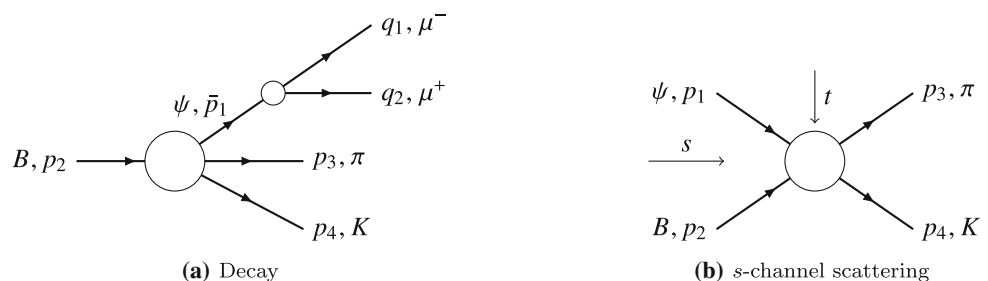 q₁, μ⁻
ψ, p̄₁
q₂, μ⁺
B, p₂
p₃, π
p₄, K
(a) Decay
ψ, p₁
t
p₃, π
s
B, p₂
p₄, K
(b) s-channel scattering